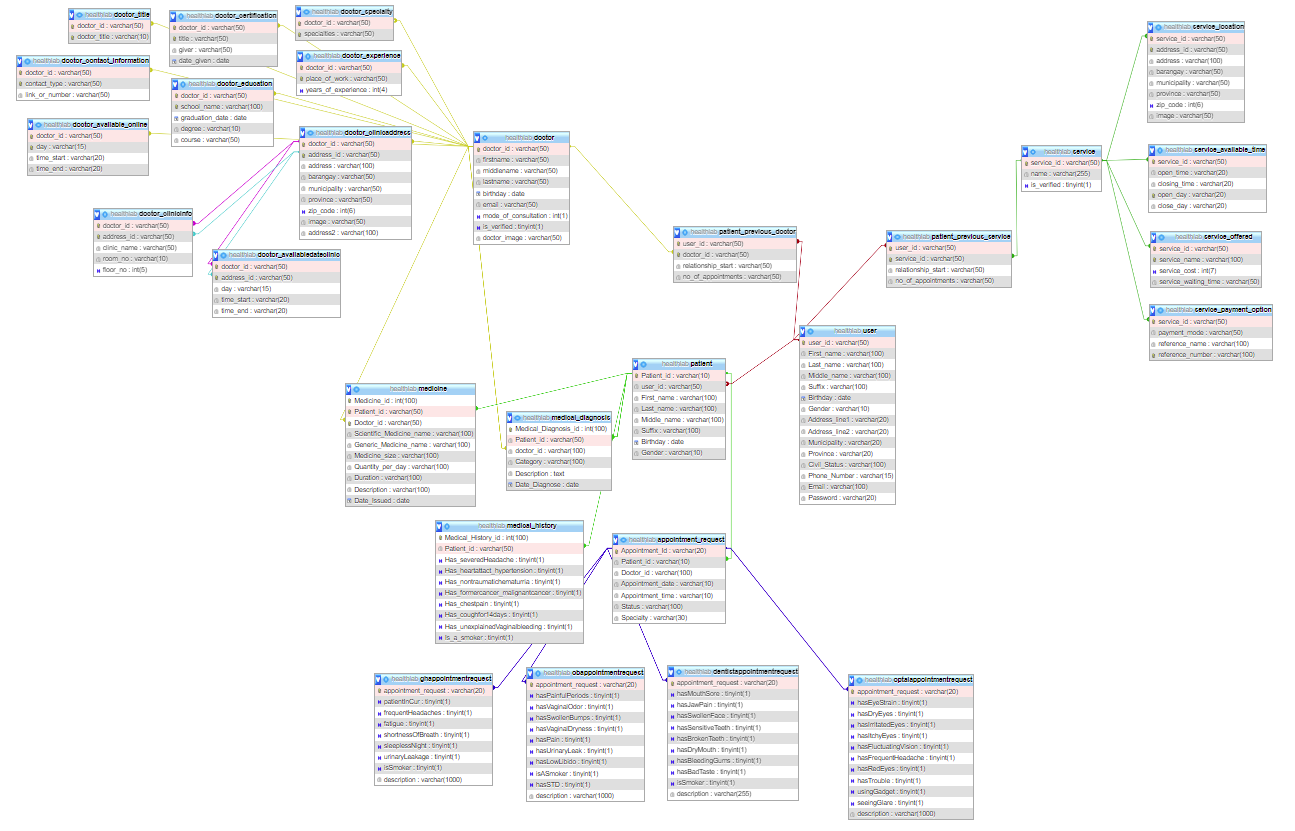 healthlab doctor_title
doctor_id : varchar(50)
doctor_title : varchar(10)
healthlab doctor_certification
doctor_id : varchar(50)
title : varchar(50)
giver : varchar(50)
date_given : date
healthlab doctor_specialty
doctor_id : varchar(50)
specialties : varchar(50)
healthlab doctor_experience
doctor_id : varchar(50)
place_of_work : varchar(50)
years_of_experience : int(4)
healthlab doctor_contact_information
doctor_id : varchar(50)
contact_type : varchar(50)
link_or_number : varchar(50)
healthlab doctor_education
doctor_id : varchar(50)
school_name : varchar(100)
graduation_date : date
degree : varchar(10)
course : varchar(50)
healthlab doctor_available_online
doctor_id : varchar(50)
day : varchar(15)
time_start : varchar(20)
time_end : varchar(20)
healthlab doctor_clinicaddress
doctor_id : varchar(50)
address_id : varchar(50)
address : varchar(100)
barangay : varchar(50)
municipality : varchar(50)
province : varchar(50)
zip_code : int(6)
image : varchar(50)
address2 : varchar(100)
healthlab doctor
doctor_id : varchar(50)
firstname : varchar(50)
middlename : varchar(50)
lastname : varchar(50)
birthday : date
email : varchar(50)
mode_of_consultation : int(1)
is_verified : tinyint(1)
doctor_image : varchar(50)
healthlab doctor_clinicinfo
doctor_id : varchar(50)
address_id : varchar(50)
clinic_name : varchar(50)
room_no : varchar(10)
floor_no : int(5)
healthlab doctor_availabledateclinic
doctor_id : varchar(50)
address_id : varchar(50)
day : varchar(15)
time_start : varchar(20)
time_end : varchar(20)
healthlab service_location
service_id : varchar(50)
address_id : varchar(50)
address : varchar(100)
barangay : varchar(50)
municipality : varchar(50)
province : varchar(50)
zip_code : int(6)
image : varchar(50)
healthlab service
service_id : varchar(50)
name : varchar(255)
is_verified : tinyint(1)
healthlab service_available_time
service_id : varchar(50)
open_time : varchar(20)
closing_time : varchar(20)
open_day : varchar(20)
close_day : varchar(20)
healthlab service_offered
service_id : varchar(50)
service_name : varchar(100)
service_cost : int(7)
service_waiting_time : varchar(50)
healthlab service_payment_option
service_id : varchar(50)
payment_mode : varchar(50)
reference_name : varchar(100)
reference_number : varchar(100)
healthlab patient_previous_doctor
user_id : varchar(50)
doctor_id : varchar(50)
relationship_start : varchar(50)
no_of_appointments : varchar(50)
healthlab patient_previous_service
user_id : varchar(50)
service_id : varchar(50)
relationship_start : varchar(50)
no_of_appointments : varchar(50)
healthlab user
user_id : varchar(50)
First_name : varchar(100)
Last_name : varchar(100)
Middle_name : varchar(100)
Suffix : varchar(100)
Birthday : date
Gender : varchar(10)
Address_line1 : varchar(20)
Address_line2 : varchar(20)
Municipality : varchar(20)
Province : varchar(20)
Civil_Status : varchar(100)
Phone_Number : varchar(15)
Email : varchar(100)
Password : varchar(20)
healthlab patient
Patient_id : varchar(10)
user_id : varchar(50)
First_name : varchar(100)
Last_name : varchar(100)
Middle_name : varchar(100)
Suffix : varchar(100)
Birthday : date
Gender : varchar(10)
healthlab medicine
Medicine_id : int(100)
Patient_id : varchar(50)
Doctor_id : varchar(50)
Scientific_Medicine_name : varchar(100)
Generic_Medicine_name : varchar(100)
Medicine_size : varchar(100)
Quantity_per_day : varchar(100)
Duration : varchar(100)
Description : varchar(100)
Date_Issued : date
healthlab medical_diagnosis
Medical_Diagnosis_id : int(100)
Patient_id : varchar(50)
doctor_id : varchar(100)
Category : varchar(100)
Description : text
Date_Diagnose : date
healthlab medical_history
Medical_History_id : int(100)
Patient_id : varchar(50)
Has_severedHeadache : tinyint(1)
Has_heartattact_hypertension : tinyint(1)
Has_nontraumatichematurria : tinyint(1)
Has_formercancer_malignantcancer : tinyint(1)
Has_chestpain : tinyint(1)
Has_coughfor14days : tinyint(1)
Has_unexplainedVaginalbleeding : tinyint(1)
Is_a_smoker : tinyint(1)
healthlab appointment_request
Appointment_id : varchar(20)
Patient_id : varchar(10)
Doctor_id : varchar(100)
Appointment_date : varchar(10)
Appointment_time : varchar(10)
Status : varchar(100)
Specialty : varchar(30)
healthlab ghappointmentrequest
appointment_request : varchar(20)
patientInCur : tinyint(1)
frequentHeadaches : tinyint(1)
fatigue : tinyint(1)
shortnessOfBreath : tinyint(1)
sleeplessNight : tinyint(1)
urinaryLeakage : tinyint(1)
isSmoker : tinyint(1)
description : varchar(1000)
healthlab obappointmentrequest
appointment_request : varchar(20)
hasPainfulPeriods : tinyint(1)
hasVaginalOdor : tinyint(1)
hasSwollenBumps : tinyint(1)
hasVaginalDryness : tinyint(1)
hasPain : tinyint(1)
hasUrinaryLeak : tinyint(1)
hasLowLibido : tinyint(1)
isASmoker : tinyint(1)
hasSTD : tinyint(1)
description : varchar(1000)
healthlab dentistappointmentrequest
appointment_request : varchar(20)
hasMouthSore : tinyint(1)
hasJawPain : tinyint(1)
hasSwollenFace : tinyint(1)
hasSensitiveTeeth : tinyint(1)
hasBrokenTeeth : tinyint(1)
hasDryMouth : tinyint(1)
hasBleedingGums : tinyint(1)
hasBadTaste : tinyint(1)
isSmoker : tinyint(1)
description : varchar(255)
healthlab optalappointmentrequest
appointment_request : varchar(20)
hasEyeStrain : tinyint(1)
hasDryEyes : tinyint(1)
hasIrritatedEyes : tinyint(1)
hasItchyEyes : tinyint(1)
hasFluctuatingVision : tinyint(1)
hasFrequentHeadache : tinyint(1)
hasRedEyes : tinyint(1)
hasTrouble : tinyint(1)
usingGadget : tinyint(1)
seeingGlare : tinyint(1)
description : varchar(1000)